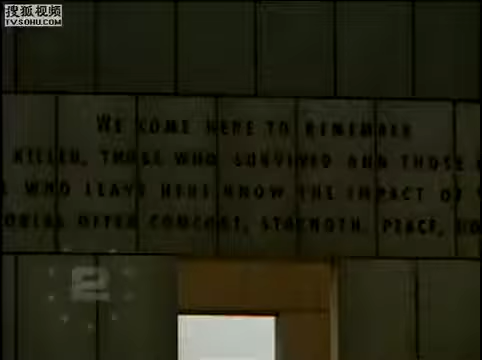 搜狐视频
TV.SOHU.COM
WE COME HERE TO REMEMBER
KILLED, THOSE WHO SURVIVED AND THOSE
WHO LEAVE HERE KNOW THE IMPACT OF
OFFER COMFORT, STRENGTH, PEACE,
2